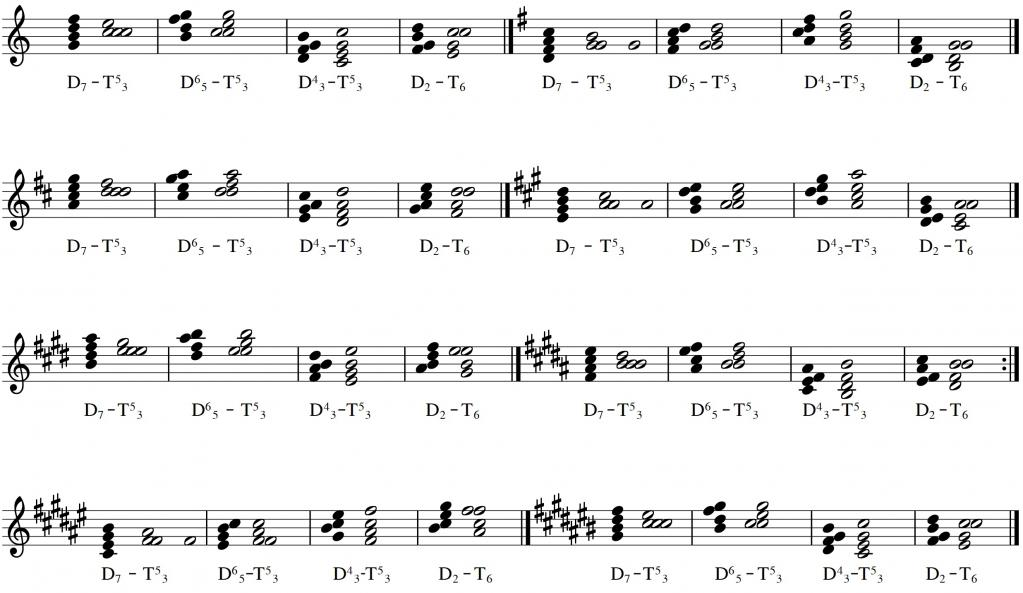 D₇ – T⁵₃ D⁶₅ – T⁵₃ D⁴₃–T⁵₃ D₂ – T₆ D₇ – T⁵₃ D⁶₅ – T⁵₃ D⁴₃–T⁵₃ D₂ – T₆
D₇ – T⁵₃ D⁶₅ – T⁵₃ D⁴₃–T⁵₃ D₂ – T₆ D₇ – T⁵₃ D⁶₅ – T⁵₃ D⁴₃–T⁵₃ D₂ – T₆
D₇ – T⁵₃ D⁶₅ – T⁵₃ D⁴₃–T⁵₃ D₂ – T₆ D₇ – T⁵₃ D⁶₅ – T⁵₃ D⁴₃–T⁵₃ D₂ – T₆
D₇ – T⁵₃ D⁶₅–T⁵₃ D⁴₃–T⁵₃ D₂ – T₆ D₇ – T⁵₃ D⁶₅ – T⁵₃ D⁴₃–T⁵₃ D₂ – T₆